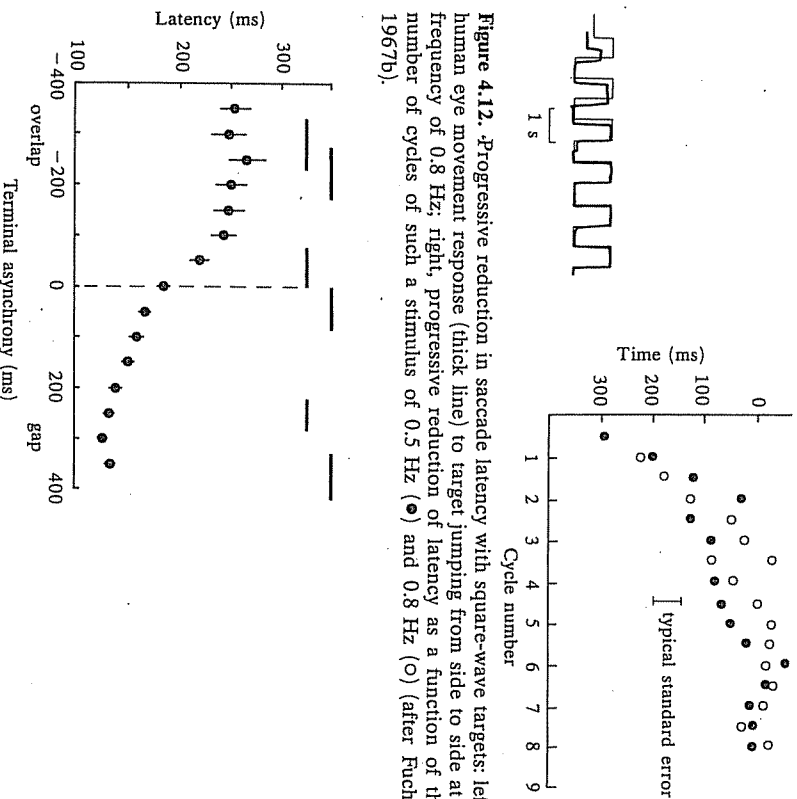 1 s
Time (ms)
300
200
100
0
1
2
3
4
5
6
7
8
9
Cycle number
typical standard error
Figure 4.12. Progressive reduction in saccade latency with square-wave targets:
human eye movement response (thick line) to target jumping from side to side at
frequency of 0.8 Hz; right, progressive reduction of latency as a function of
number of cycles of such a stimulus of 0.5 Hz (●) and 0.8 Hz (○) (after
1967b).
Latency (ms)
300
200
100
−400
−200
0
200
400
overlap
gap
Terminal asynchrony (ms)